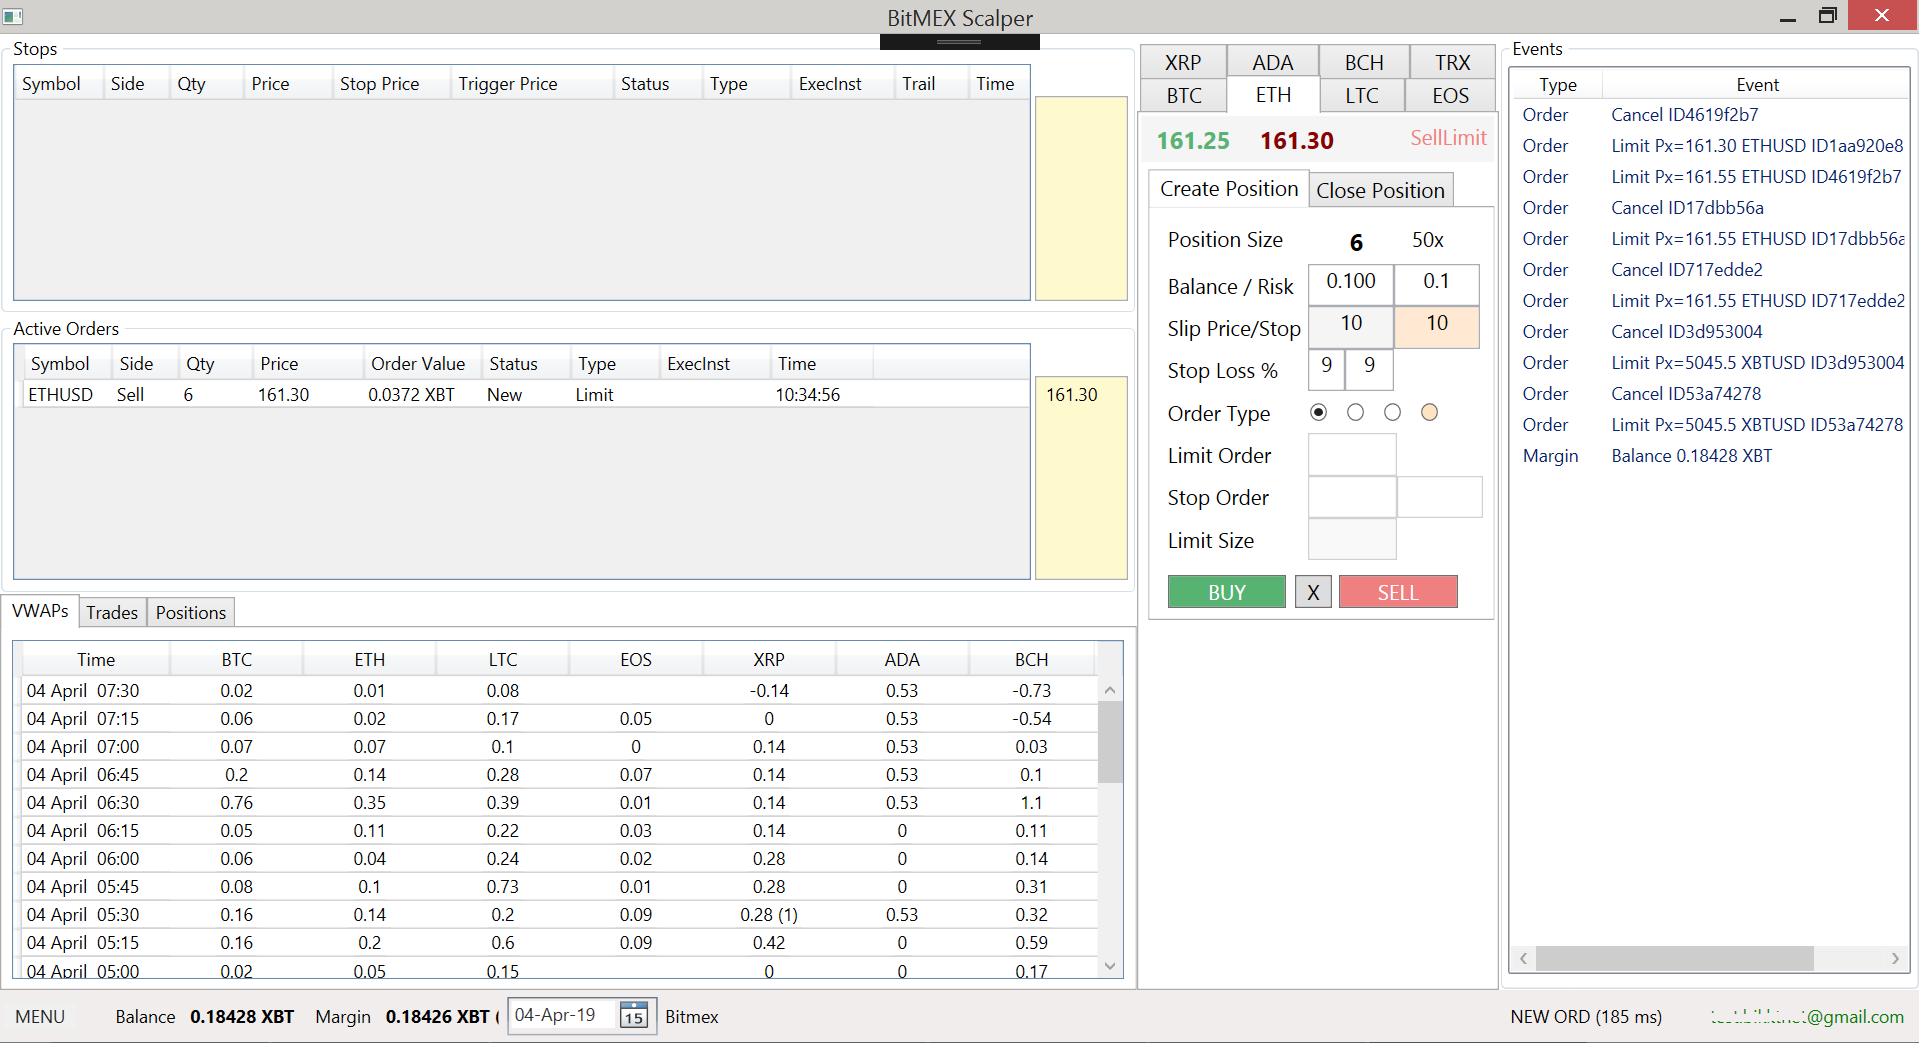 BitMEX Scalper
Stops
Symbol Side Qty Price Stop Price Trigger Price Status Type ExecInst Trail Time
Active Orders
Symbol Side Qty Price Order Value Status Type ExecInst Time
ETHUSD Sell 6 161.30 0.0372 XBT New Limit 10:34:56
161.30
VWAPs Trades Positions
Time BTC ETH LTC EOS XRP ADA BCH
04 April 07:30 0.02 0.01 0.08 -0.14 0.53 -0.73
04 April 07:15 0.06 0.02 0.17 0.05 0 0.53 -0.54
04 April 07:00 0.07 0.07 0.1 0 0.14 0.53 0.03
04 April 06:45 0.2 0.14 0.28 0.07 0.14 0.53 0.1
04 April 06:30 0.76 0.35 0.39 0.01 0.14 0.53 1.1
04 April 06:15 0.05 0.11 0.22 0.03 0.14 0 0.11
04 April 06:00 0.06 0.04 0.24 0.02 0.28 0 0.14
04 April 05:45 0.08 0.1 0.73 0.01 0.28 0 0.31
04 April 05:30 0.16 0.14 0.2 0.09 0.28 (1) 0.53 0.32
04 April 05:15 0.16 0.2 0.6 0.09 0.42 0 0.59
04 April 05:00 0.02 0.05 0.15 0 0 0.17
XRP ADA BCH TRX
BTC ETH LTC EOS
161.25 161.30 SellLimit
Create Position Close Position
Position Size 6 50x
Balance / Risk 0.100 0.1
Slip Price/Stop 10 10
Stop Loss % 9 9
Order Type
Limit Order
Stop Order
Limit Size
BUY X SELL
Events
Type Event
Order Cancel ID4619f2b7
Order Limit Px=161.30 ETHUSD ID1aa920e8
Order Limit Px=161.55 ETHUSD ID4619f2b7
Order Cancel ID17dbb56a
Order Limit Px=161.55 ETHUSD ID17dbb56a
Order Cancel ID717edde2
Order Limit Px=161.55 ETHUSD ID717edde2
Order Cancel ID3d953004
Order Limit Px=5045.5 XBTUSD ID3d953004
Order Cancel ID53a74278
Order Limit Px=5045.5 XBTUSD ID53a74278
Margin Balance 0.18428 XBT
MENU Balance 0.18428 XBT Margin 0.18426 XBT ( 04-Apr-19 15 Bitmex NEW ORD (185 ms) @gmail.com